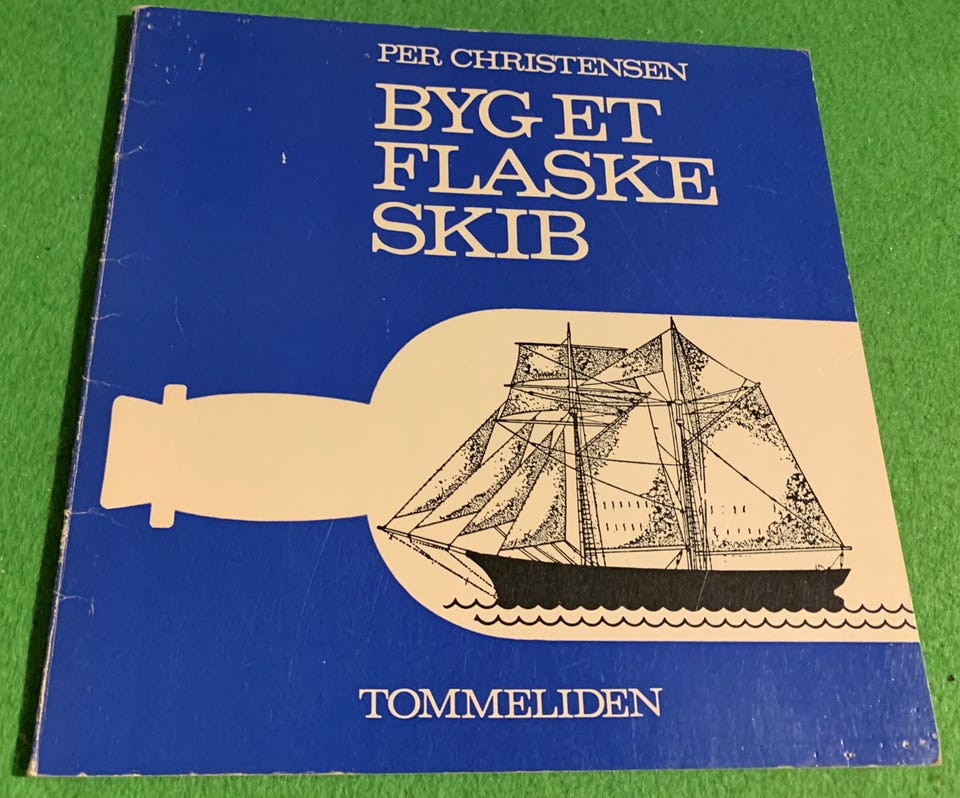 PER CHRISTENSEN
BYG ET
FLASKE
SKIB
TOMMELIDEN